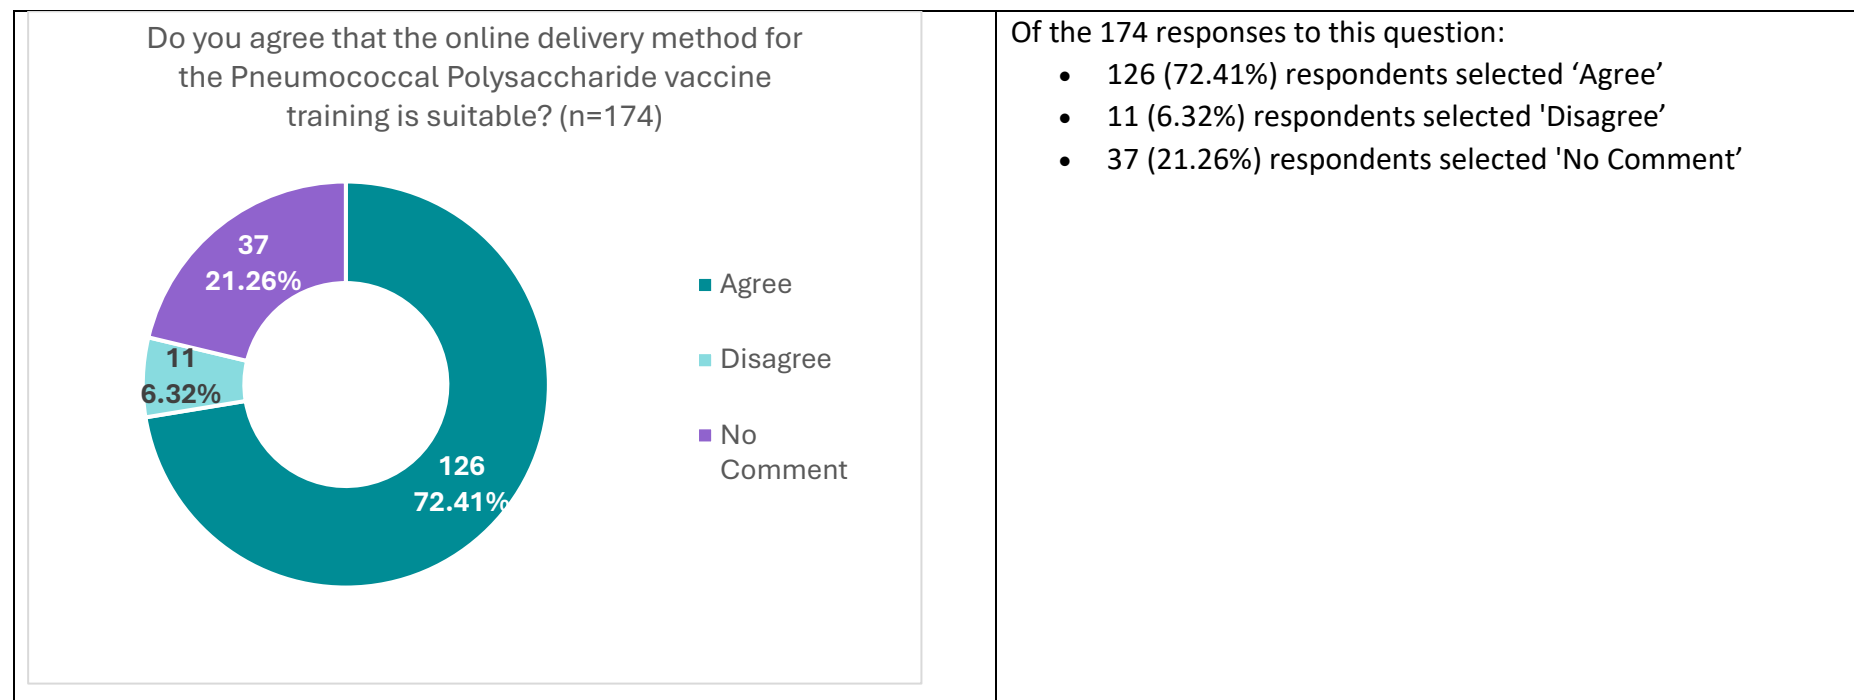 Do you agree that the online delivery method for
the Pneumococcal Polysaccharide vaccine
training is suitable? (n=174)
37
21.26%
11
6.32%
126
72.41%
Agree
Disagree
No
Comment
Of the 174 responses to this question:
• 126 (72.41%) respondents selected ‘Agree’
• 11 (6.32%) respondents selected 'Disagree’
• 37 (21.26%) respondents selected 'No Comment’